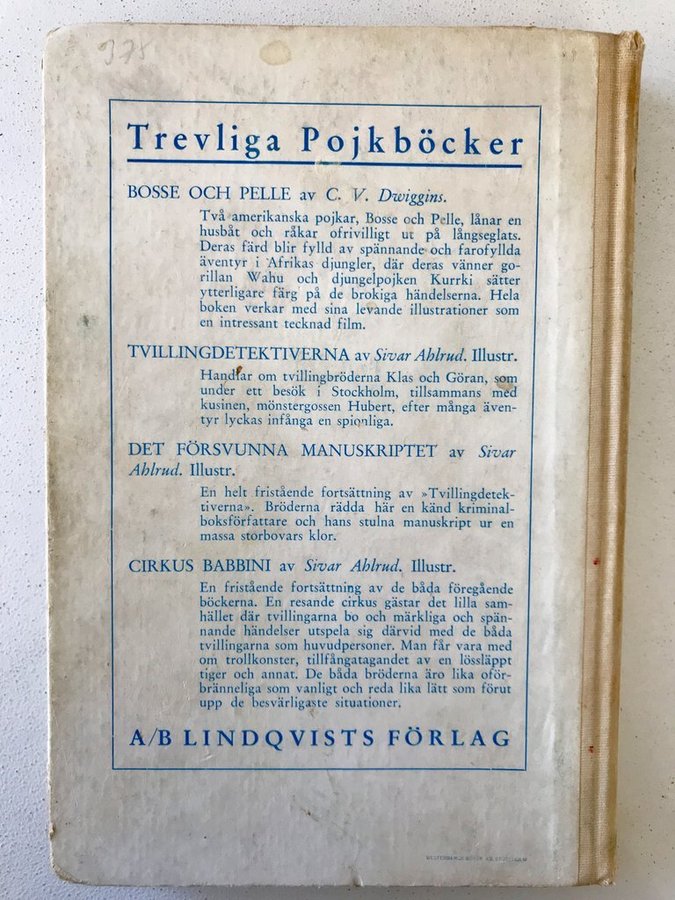 378
Trevliga Pojkböcker
BOSSE OCH PELLE av C. V. Dwiggins.
Två amerikanska pojkar, Bosse och Pelle, lånar en
husbåt och råkar ofrivilligt ut på långseglats.
Deras färd blir fylld av spännande och farofyllda
äventyr i Afrikas djungler, där deras vänner go-
rillan Wahu och djungelpojken Kurrki sätter
ytterligare färg på de brokiga händelserna. Hela
boken verkar med sina levande illustrationer som
en intressant tecknad film.
TVILLINGDETEKTIVERNA av Sivar Ahlrud. Illustr.
Handlar om tvillingbröderna Klas och Göran, som
under ett besök i Stockholm, tillsammans med
kusinen, mönstergossen Hubert, efter många även-
tyr lyckas infånga en spionliga.
DET FÖRSVUNNA MANUSKRIPTET av Sivar
Ahlrud. Illustr.
En helt fristående fortsättning av »Tvillingdetek-
tiverna». Bröderna rädda här en känd kriminal-
boksförfattare och hans stulna manuskript ur en
massa storbovars klor.
CIRKUS BABBINI av Sivar Ahlrud. Illustr.
En fristående fortsättning av de båda föregående
böckerna. En resande cirkus gästar det lilla sam-
hället där tvillingarna bo och märkliga och spän-
nande händelser utspela sig därvid med de båda
tvillingarna som huvudpersoner. Man får vara med
om trollkonster, tillfångatagandet av en lössläppt
tiger och annat. De båda bröderna äro lika oför-
bränneliga som vanligt och reda lika lätt som förut
upp de besvärligaste situationer.
A/B LINDQVISTS FÖRLAG